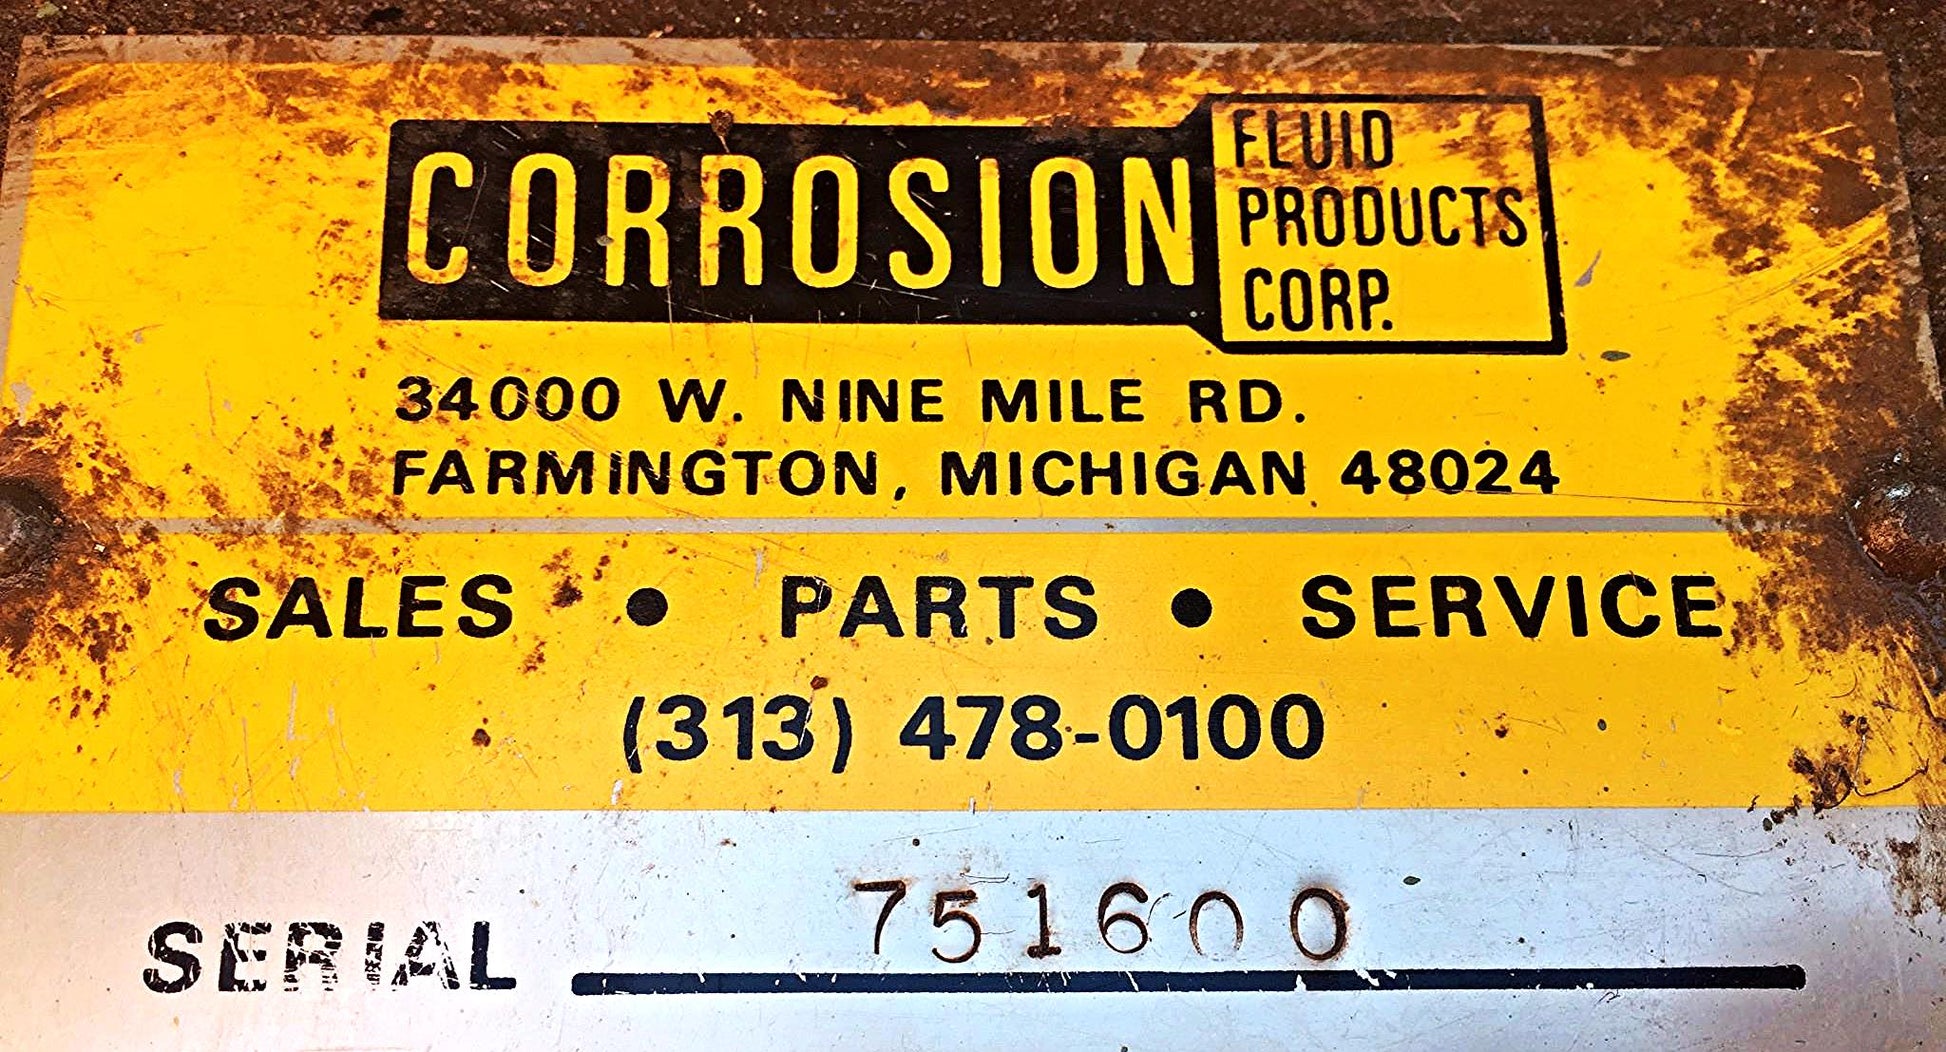 CORROSION
FLUID
PRODUCTS
CORP.
34000 W. NINE MILE RD.
FARMINGTON, MICHIGAN 48024
SALES • PARTS • SERVICE
(313) 478-0100
SERIAL 751600